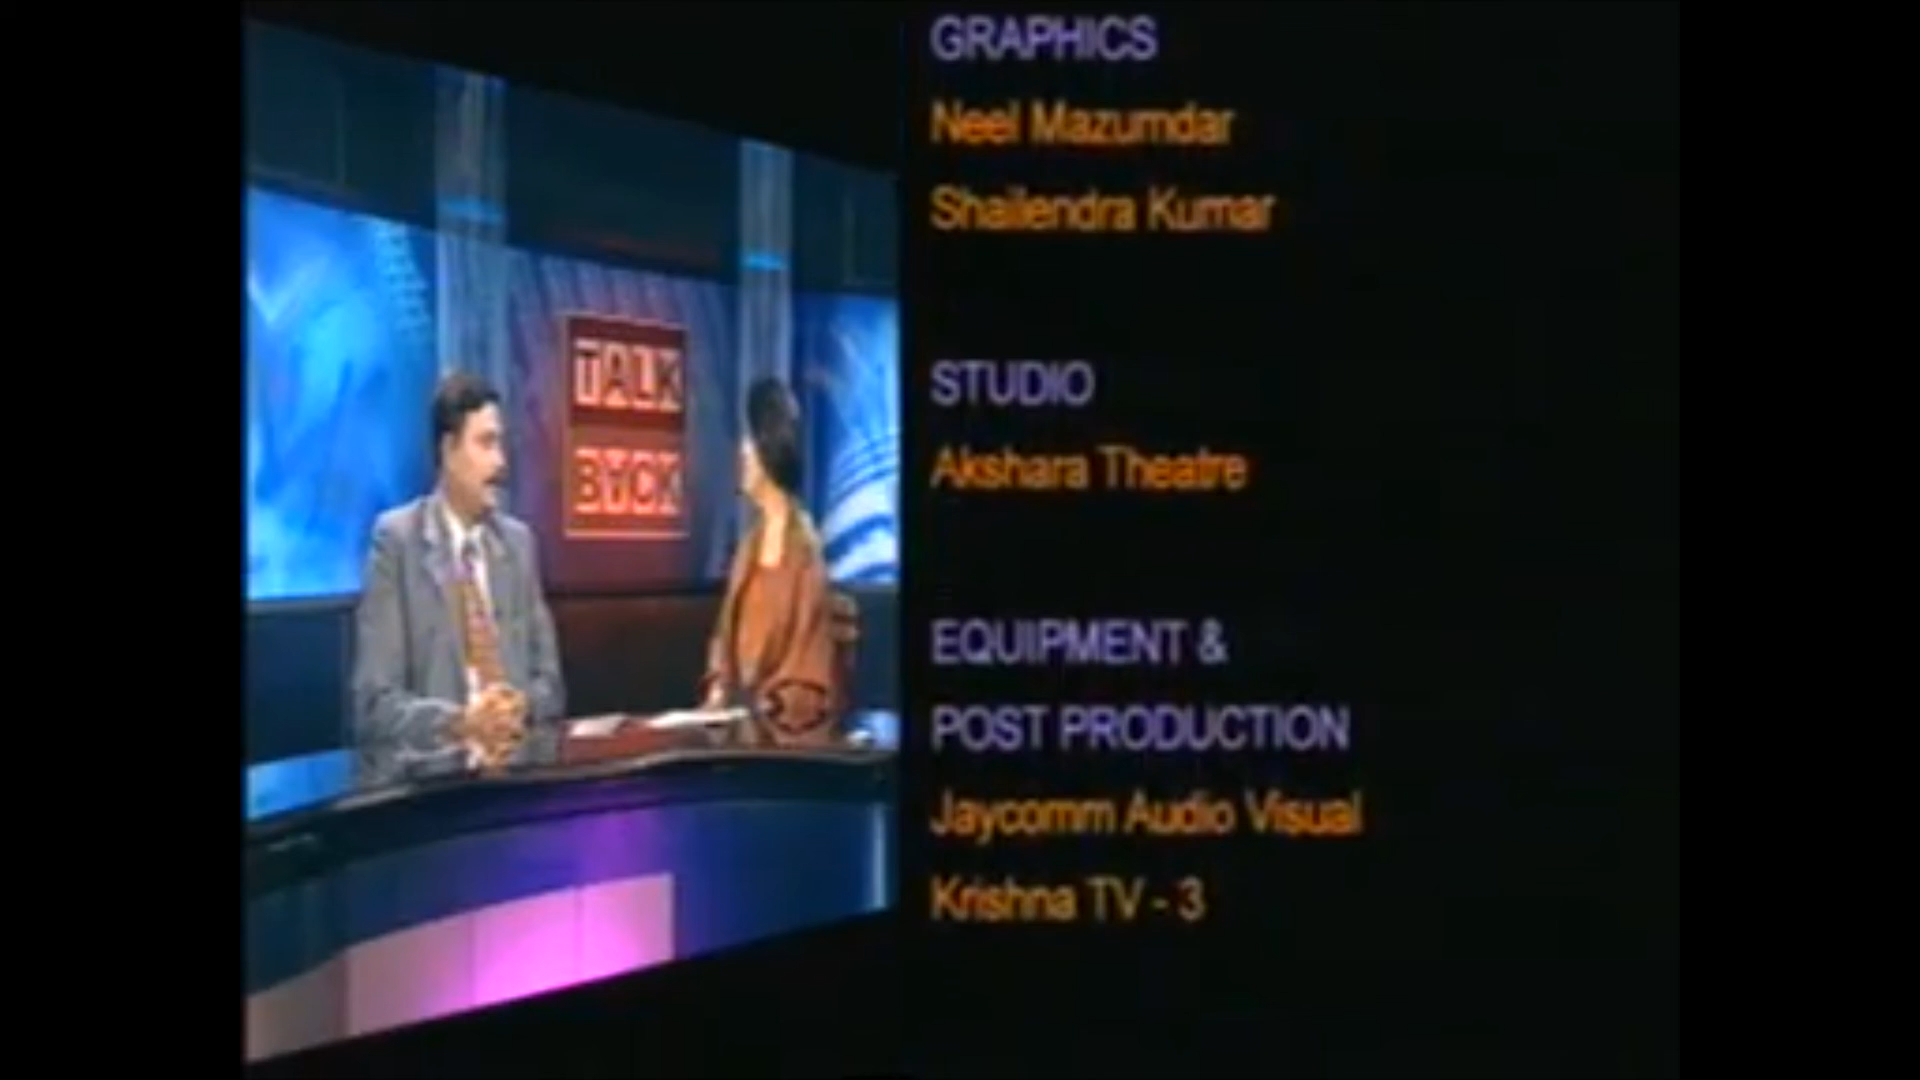 TALK
BACK
GRAPHICS
Neel Mazumdar
Shailendra Kumar
STUDIO
Akshara Theatre
EQUIPMENT &
POST PRODUCTION
Jaycomm Audio Visual
Krishna TV - 3